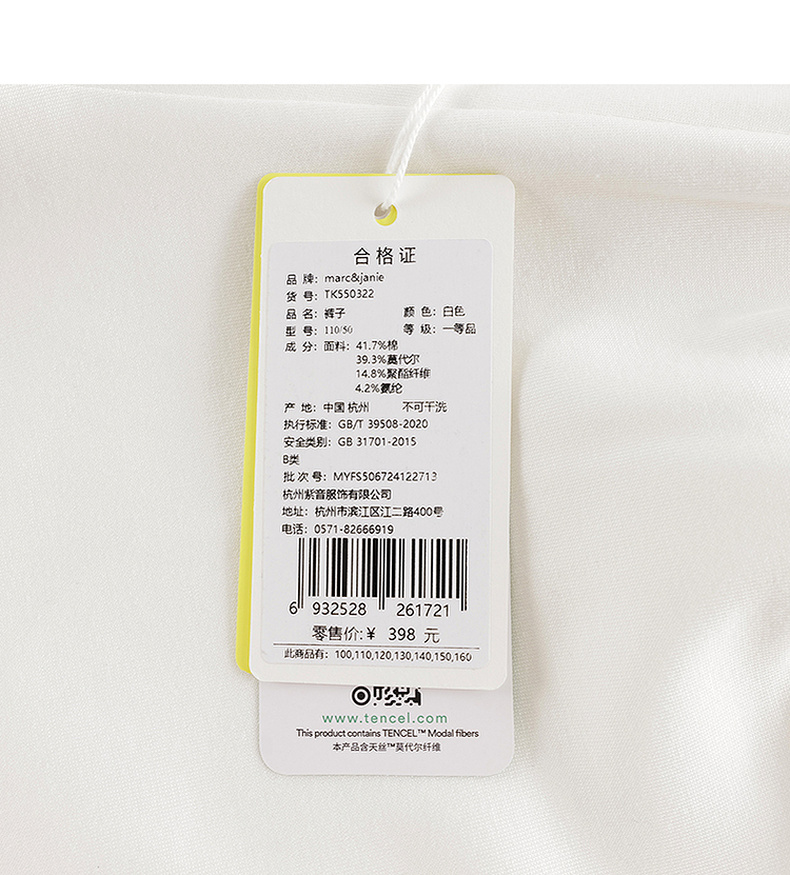 合格证
品 牌: marc&janie
货 号: TK550322
品 名: 裤子 颜 色: 白色
型 号: 110/50 等 级: 一等品
成 分: 面料: 41.7%棉
39.3%莫代尔
14.8%聚酯纤维
4.2%氨纶
产 地: 中国 杭州 不可干洗
执行标准: GB/T 39508-2020
安全类别: GB 31701-2015
B类
批 次 号: MYFS506724122713
杭州紫音服饰有限公司
地址: 杭州市滨江区江二路400号
电话: 0571-82666919
6 932528 261721
零售价:¥ 398 元
此商品有: 100,110,120,130,140,150,160
www.tencel.com
This product contains TENCEL™ Modal fibers
本产品含天丝™莫代尔纤维